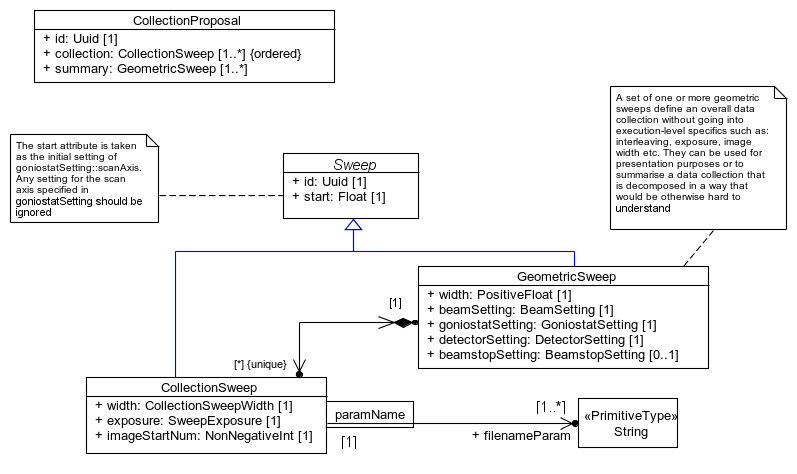 CollectionProposal
+ id: Uuid [1]
+ collection: CollectionSweep [1..*] {ordered}
+ summary: GeometricSweep [1..*]
A set of one or more geometric
sweeps define an overall data
collection without going into
execution-level specifics such as:
interleaving, exposure, image
width etc. They can be used for
presentation purposes or to
summarise a data collection that
is decomposed in a way that
would be otherwise hard to
understand
The start attribute is taken
as the initial setting of
goniostatSetting::scanAxis.
Any setting for the scan
axis specified in
goniostatSetting should be
ignored
Sweep
+ id: Uuid [1]
+ start: Float [1]
GeometricSweep
+ width: PositiveFloat [1]
+ beamSetting: BeamSetting [1]
+ goniostatSetting: GoniostatSetting [1]
+ detectorSetting: DetectorSetting [1]
+ beamstopSetting: BeamstopSetting [0..1]
[1]
[*] {unique}
CollectionSweep
+ width: CollectionSweepWidth [1]
+ exposure: SweepExposure [1]
+ imageStartNum: NonNegativeInt [1]
paramName
[1]
[1..*]
+ filenameParam
«PrimitiveType»
String